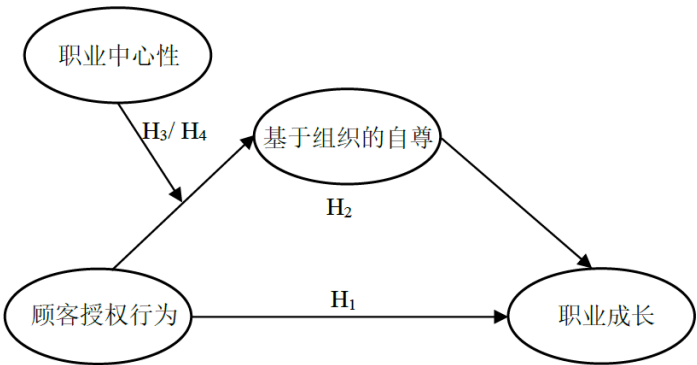 职业中心性
H3/ H4
基于组织的自尊
H2
顾客授权行为
H1
职业成长